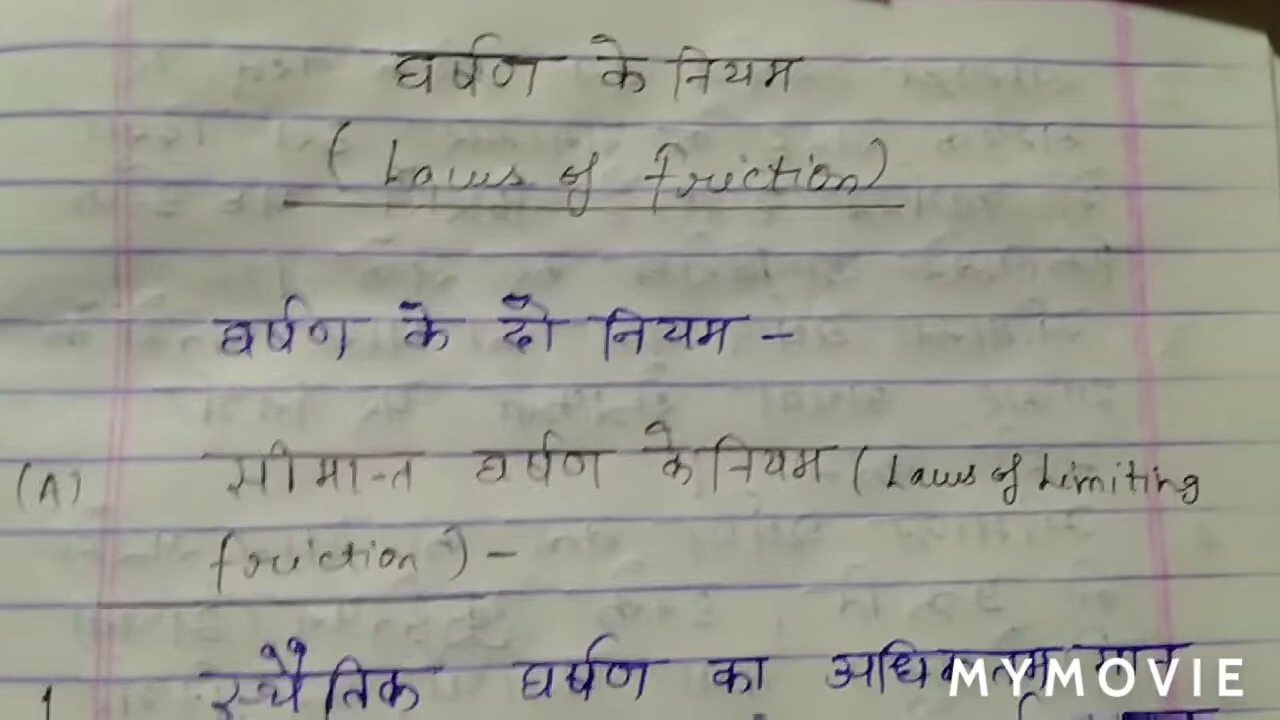 घर्षण के नियम
(Laws of friction)
घर्षण के दो नियम -
(A) सीमान्त घर्षण के नियम (Laws of Limiting
friction) -
1 स्थैतिक घर्षण का अधिकतम मान
MYMOVIE